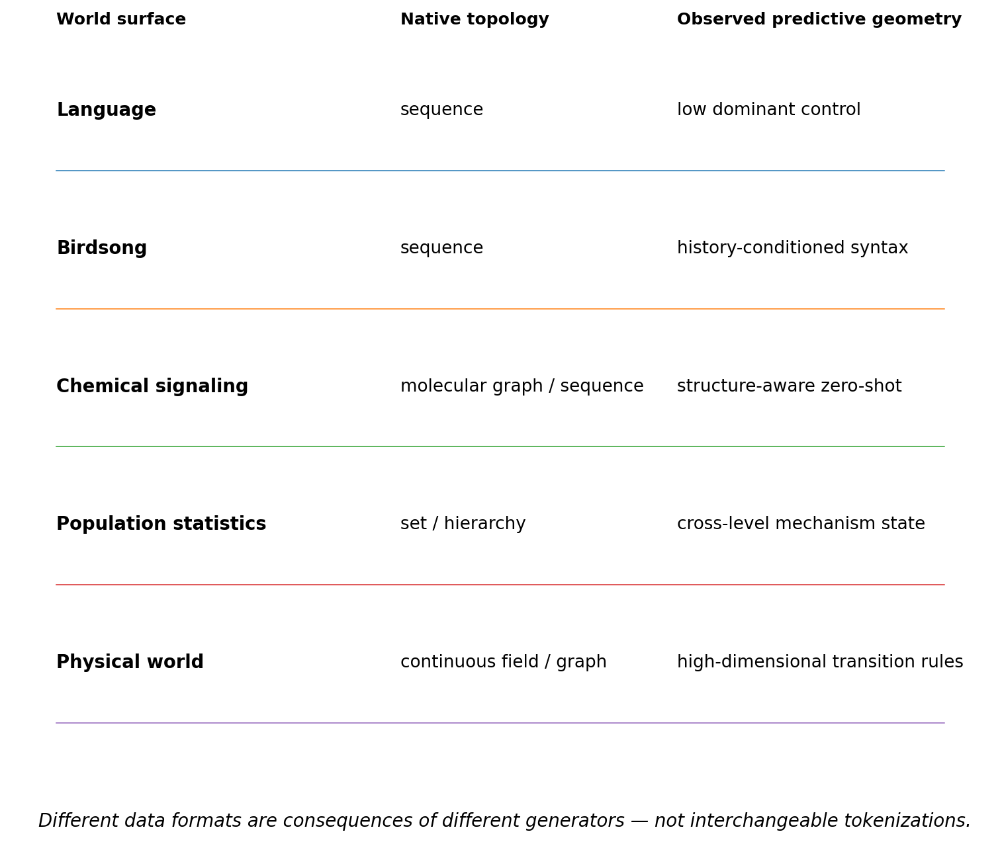 World surface Native topology Observed predictive geometry
Language sequence low dominant control
Birdsong sequence history-conditioned syntax
Chemical signaling molecular graph / sequence structure-aware zero-shot
Population statistics set / hierarchy cross-level mechanism state
Physical world continuous field / graph high-dimensional transition rules
Different data formats are consequences of different generators — not interchangeable tokenizations.